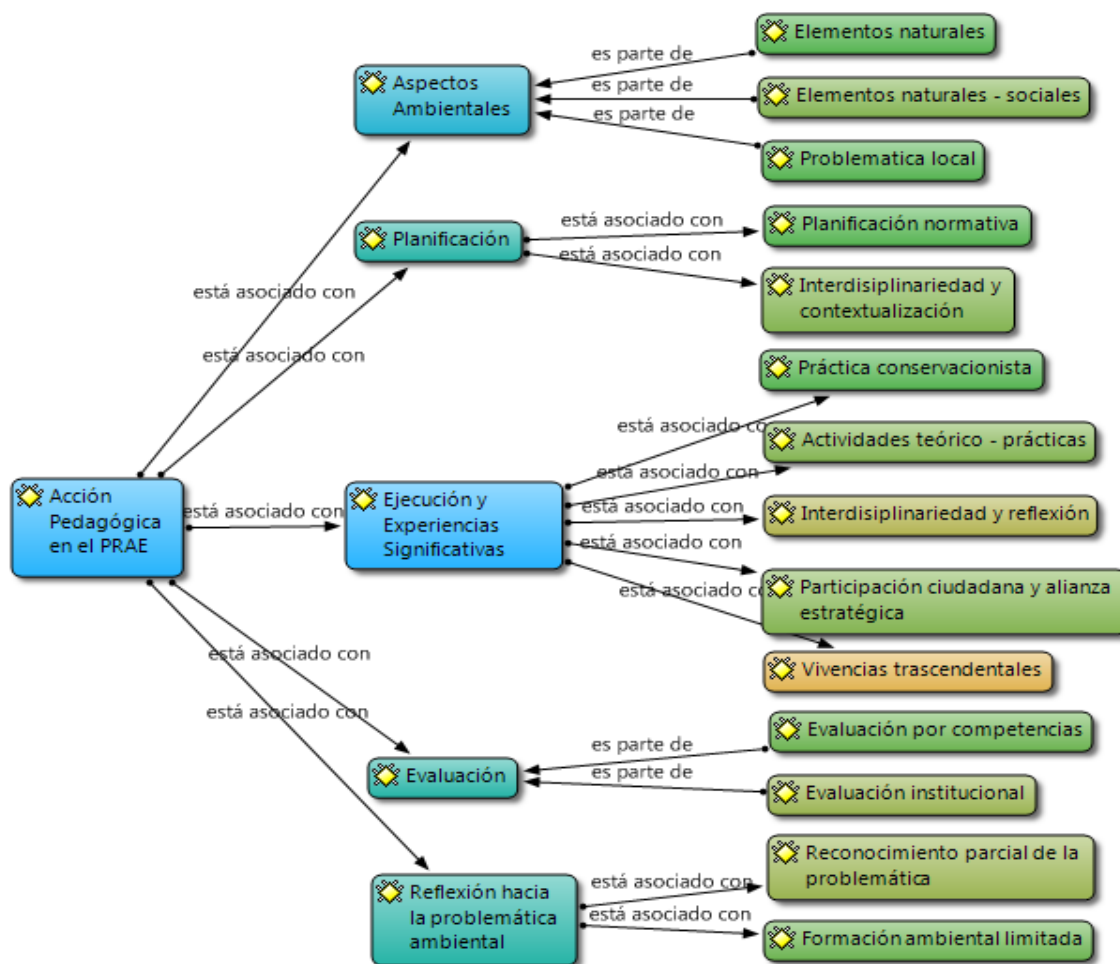 Elementos naturales
es parte de
Aspectos
Ambientales
es parte de
Elementos naturales - sociales
es parte de
Problematica local
está asociado con
Planificación normativa
Planificación
está asociado con
Interdisiplinariedad y
contextualización
está asociado con
está asociado con
Práctica conservacionista
está asociado co
Actividades teórico - prácticas
está asociado con
Acción
Pedagógica
en el PRAE
está asociado con
Ejecución y
Experiencias
Significativas
está asociado con
Interdisiplinariedad y reflexión
está asociado con
Participación ciudadana y alianza
estratégica
está asociado co
Vivencias trascendentales
está asociado con
está asociado con
Evaluación por competencias
es parte de
Evaluación
es parte de
Evaluación institucional
Reconocimiento parcial de la
problemática
Reflexión hacia
la problemática
ambiental
está asociado con
está asociado con
Formación ambiental limitada